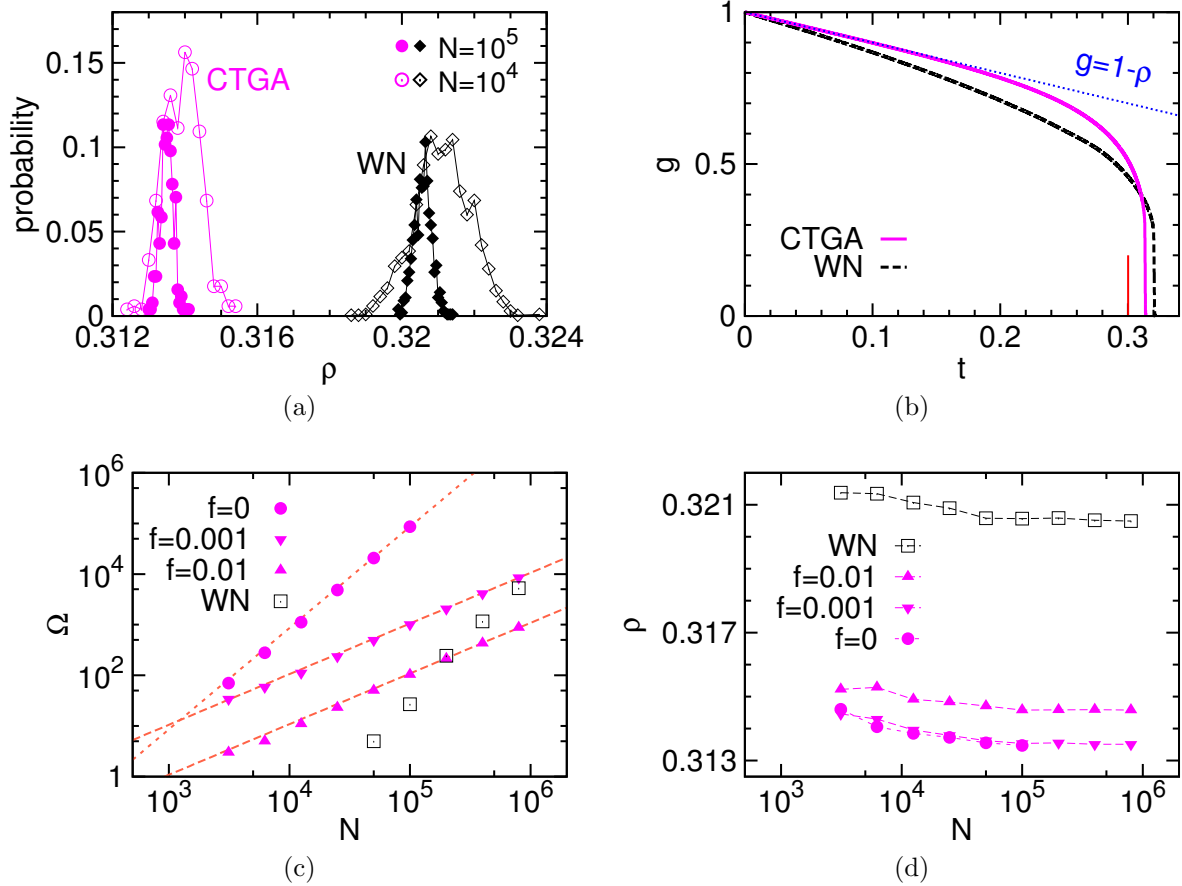 probability
0.15
0.1
0.05
0
0.312
0.316
0.32
0.324
ρ
CTGA
WN
N=10^5
N=10^4
(a)
g
1
0.5
0
0
0.1
0.2
0.3
t
g=1-ρ
CTGA
WN
(b)
Ω
10^6
10^4
10^2
1
10^3
10^4
10^5
10^6
N
f=0
f=0.001
f=0.01
WN
(c)
ρ
0.321
0.317
0.313
10^3
10^4
10^5
10^6
N
WN
f=0.01
f=0.001
f=0
(d)